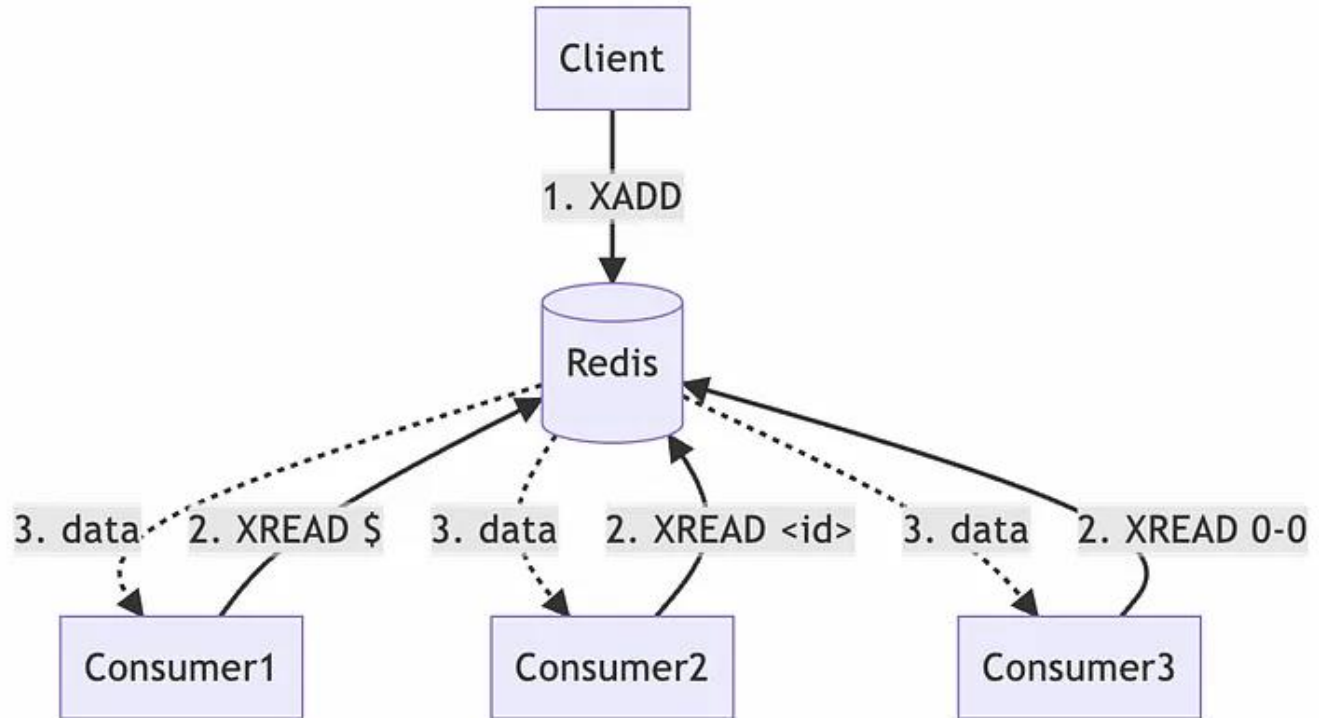 Client
1. XADD
Redis
3. data
2. XREAD $
3. data
2. XREAD <id>
3. data
2. XREAD 0-0
Consumer1
Consumer2
Consumer3